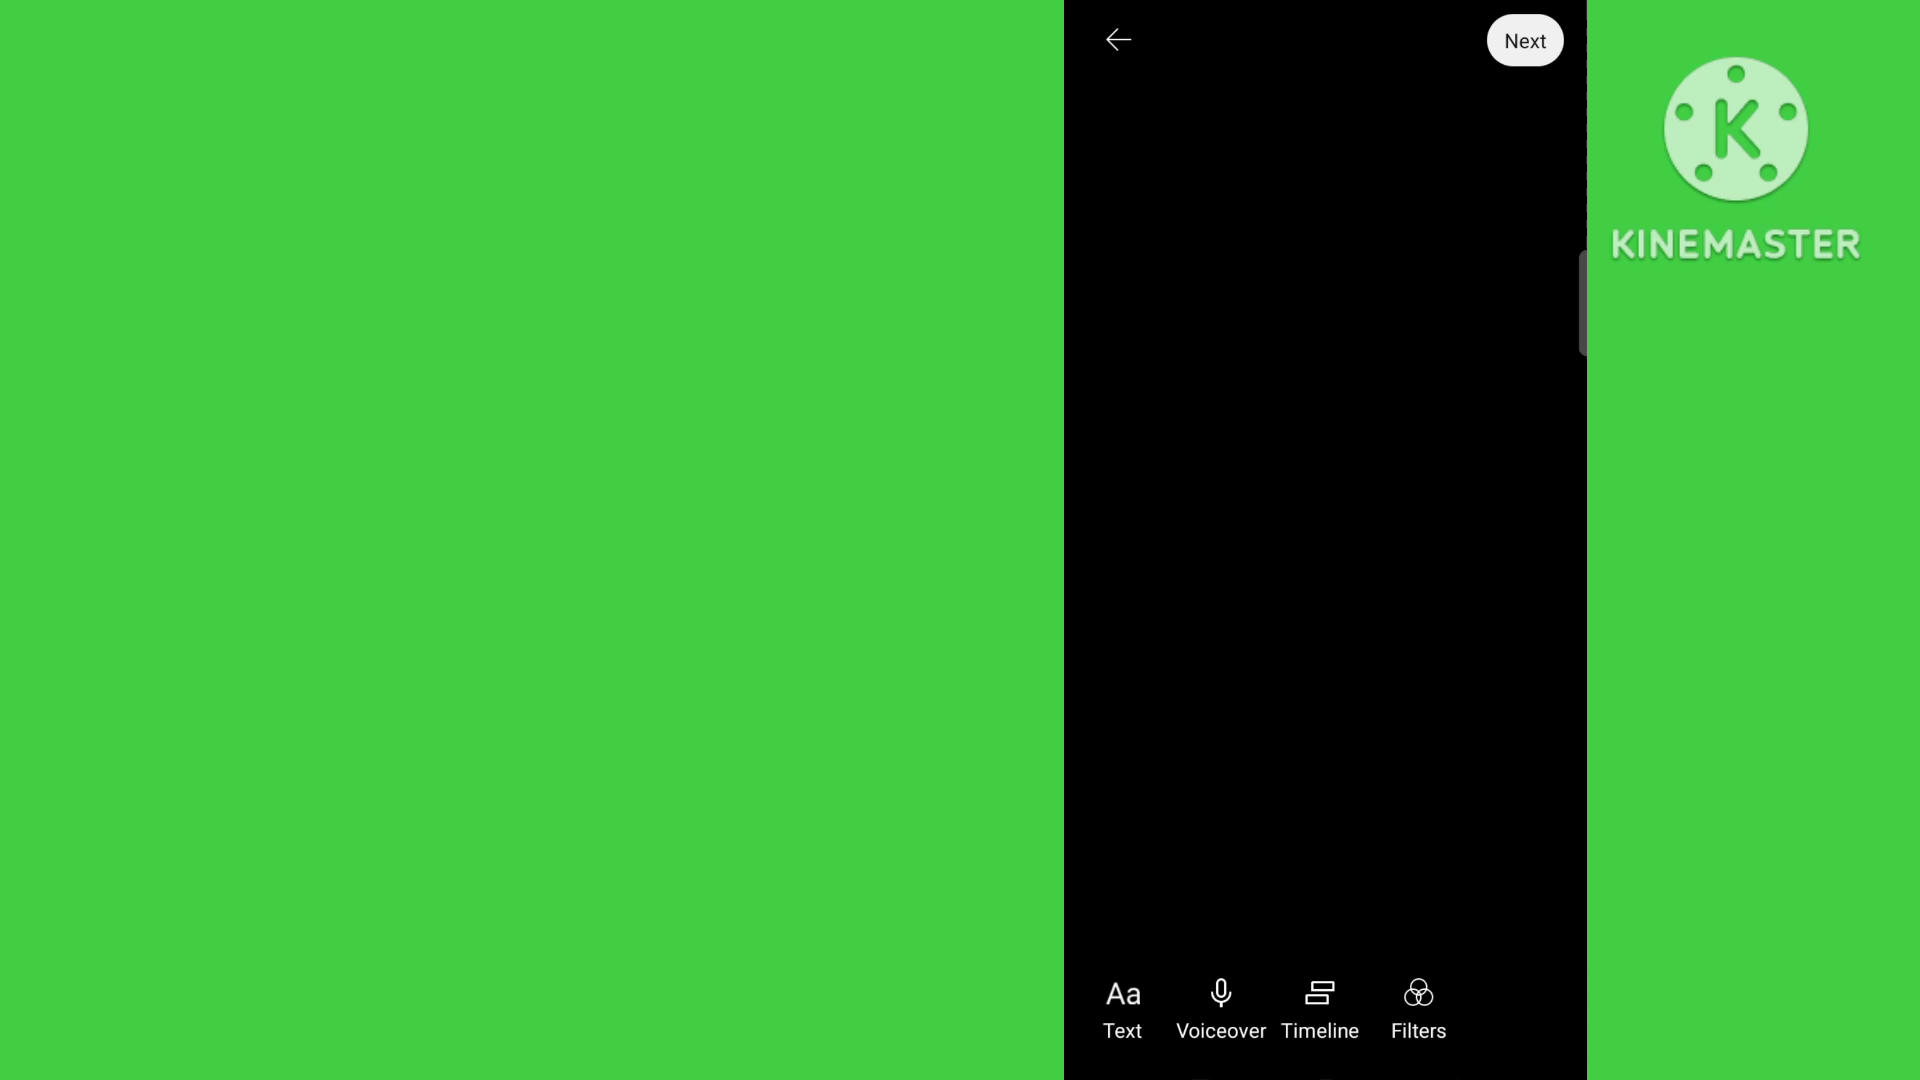 Next
K
KINEMASTER
Aa
Text
Voiceover
Timeline
Filters